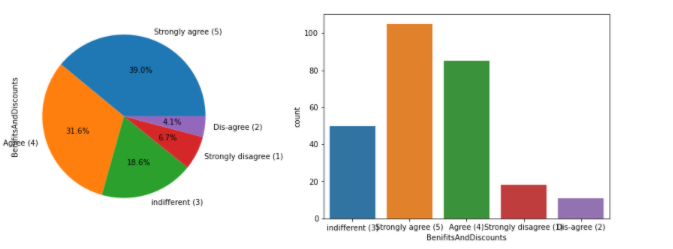 Strongly agree (5)
39.0%
BenifitsAndDiscounts
Agree (4)
31.6%
4.1%
Dis-agree (2)
6.7%
Strongly disagree (1)
18.6%
indifferent (3)
100
80
60
40
20
0
count
indifferent (3) Strongly agree (5) Agree (4) Strongly disagree (1) Dis-agree (2)
BenifitsAndDiscounts